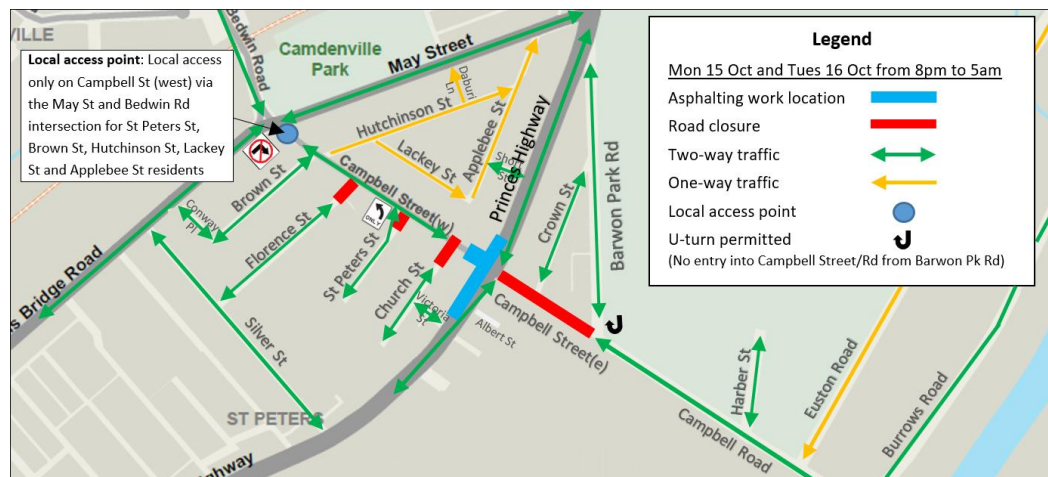 VILLE
Bedwin Road
Camdenville
Park
May Street
Local access point: Local access
only on Campbell St (west) via
the May St and Bedwin Rd
intersection for St Peters St,
Brown St, Hutchinson St, Lackey
St and Applebee St residents
Hutchinson St
Daburi
Ln
Lackey St
Applebee St
Princes Highway
Brown St
Conway
Pl
Campbell Street(w)
ONLY
Florence St
St Peters St
Church St
Victoria
St
Crown St
Barwon Park Rd
s Bridge Road
Silver St
Albert St
Campbell Street(e)
Harber St
Euston Road
Burrows Road
Campbell Road
ST PETERS
Highway
Legend
Mon 15 Oct and Tues 16 Oct from 8pm to 5am
Asphalting work location
Road closure
Two-way traffic
One-way traffic
Local access point
U-turn permitted
(No entry into Campbell Street/Rd from Barwon Pk Rd)